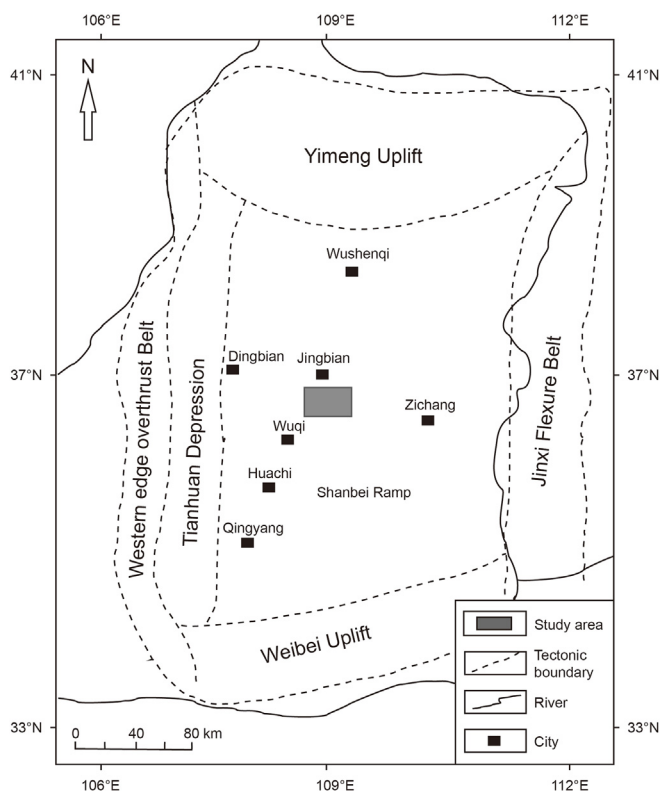 106°E 109°E 112°E
41°N 41°N
N
Yimeng Uplift
Wushenqi
Dingbian Jingbian
37°N 37°N
Zichang
Wuqi
Huachi
Shanbei Ramp
Qingyang
Western edge overthrust Belt
Tianhuan Depression
Jinxi Flexure Belt
Weibei Uplift
Study area
Tectonic
boundary
River
City
33°N 33°N
0 40 80 km
106°E 109°E 112°E